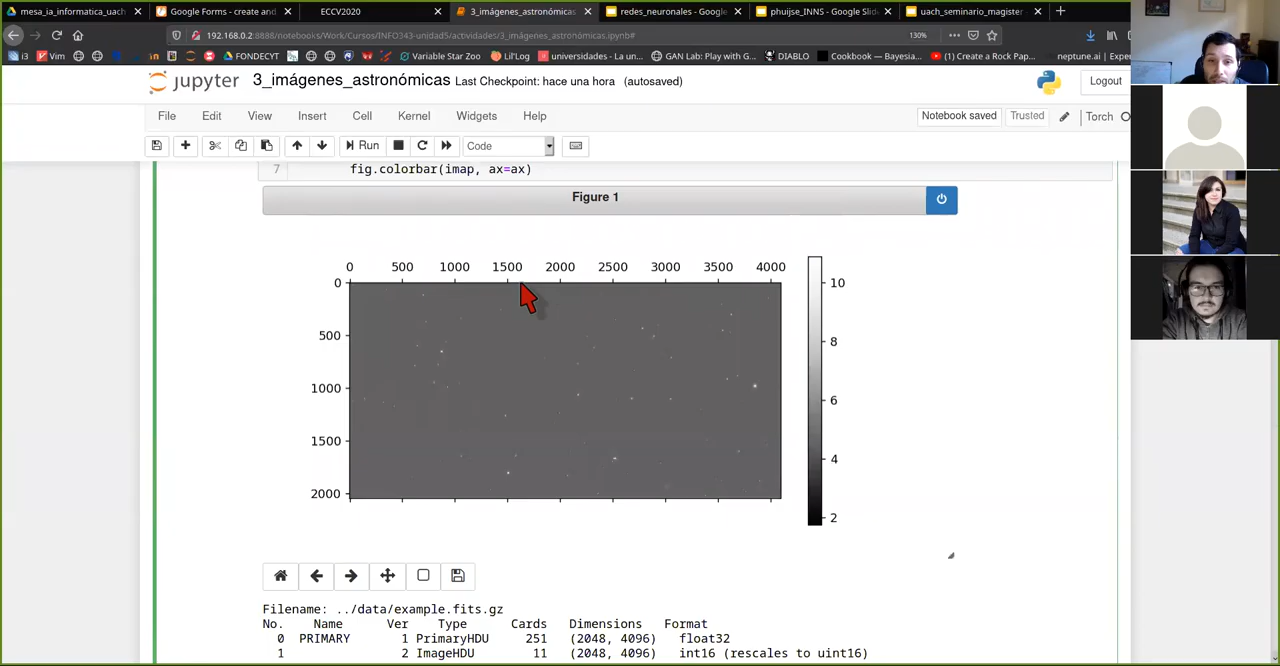 mesa_ia_informatica_uach
Google Forms - create and
ECCV2020
3_imágenes_astronómicas
redes_neuronales - Google
phuijse_INNS - Google Slide
uach_seminario_magister
192.168.0.2:8888/notebooks/Work/Cursos/INFO343-unidad5/actividades/3_imágenes_astronómicas.ipynb#
130%
i3
Vim
in
FONDECYT
Variable Star Zoo
Lil'Log
universidades - La un...
GAN Lab: Play with G...
DIABLO
Cookbook — Bayesia...
(1) Create a Rock Pap...
neptune.ai | Exper
jupyter 3_imágenes_astronómicas Last Checkpoint: hace una hora (autosaved)
Logout
File Edit View Insert Cell Kernel Widgets Help
Notebook saved Trusted Torch
Run
Code
7 fig.colorbar(imap, ax=ax)
Figure 1
0 500 1000 1500 2000 2500 3000 3500 4000
0
500
1000
1500
2000
10
8
6
4
2
Filename: ../data/example.fits.gz
No. Name Ver Type Cards Dimensions Format
0 PRIMARY 1 PrimaryHDU 251 (2048, 4096) float32
1 2 ImageHDU 11 (2048, 4096) int16 (rescales to uint16)